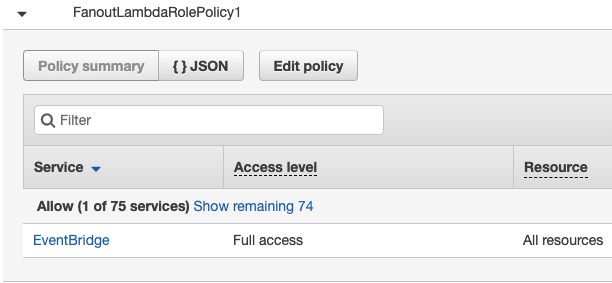 FanoutLambdaRolePolicy1
Policy summary { } JSON Edit policy
Filter
Service Access level Resource
Allow (1 of 75 services) Show remaining 74
EventBridge Full access All resources